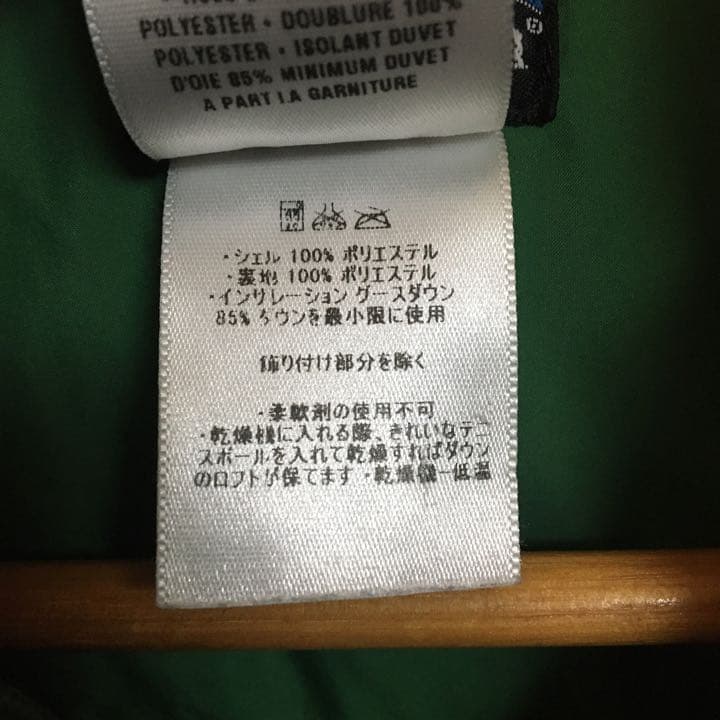 POLYESTER • DOUBLURE 100%
POLYESTER • ISOLANT DUVET
D'OIE 85% MINIMUM DUVET
A PART LA GARNITURE
・シェル 100% ポリエステル
・裏地 100% ポリエステル
・インサレーション グースダウン
85% ダウンを最小限に使用
飾り付け部分を除く
・柔軟剤の使用不可
・乾燥機に入れる際、きれいなテニ
スボールを入れて乾燥すればダウン
のロフトが保てます ・乾燥機ー低温